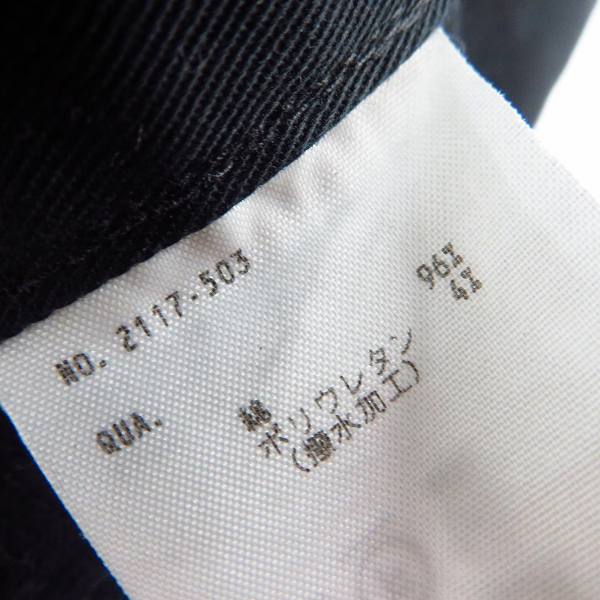 NO. 2117-503
QUA. 綿 96%
ポリウレタン 4%
(撥水加工)